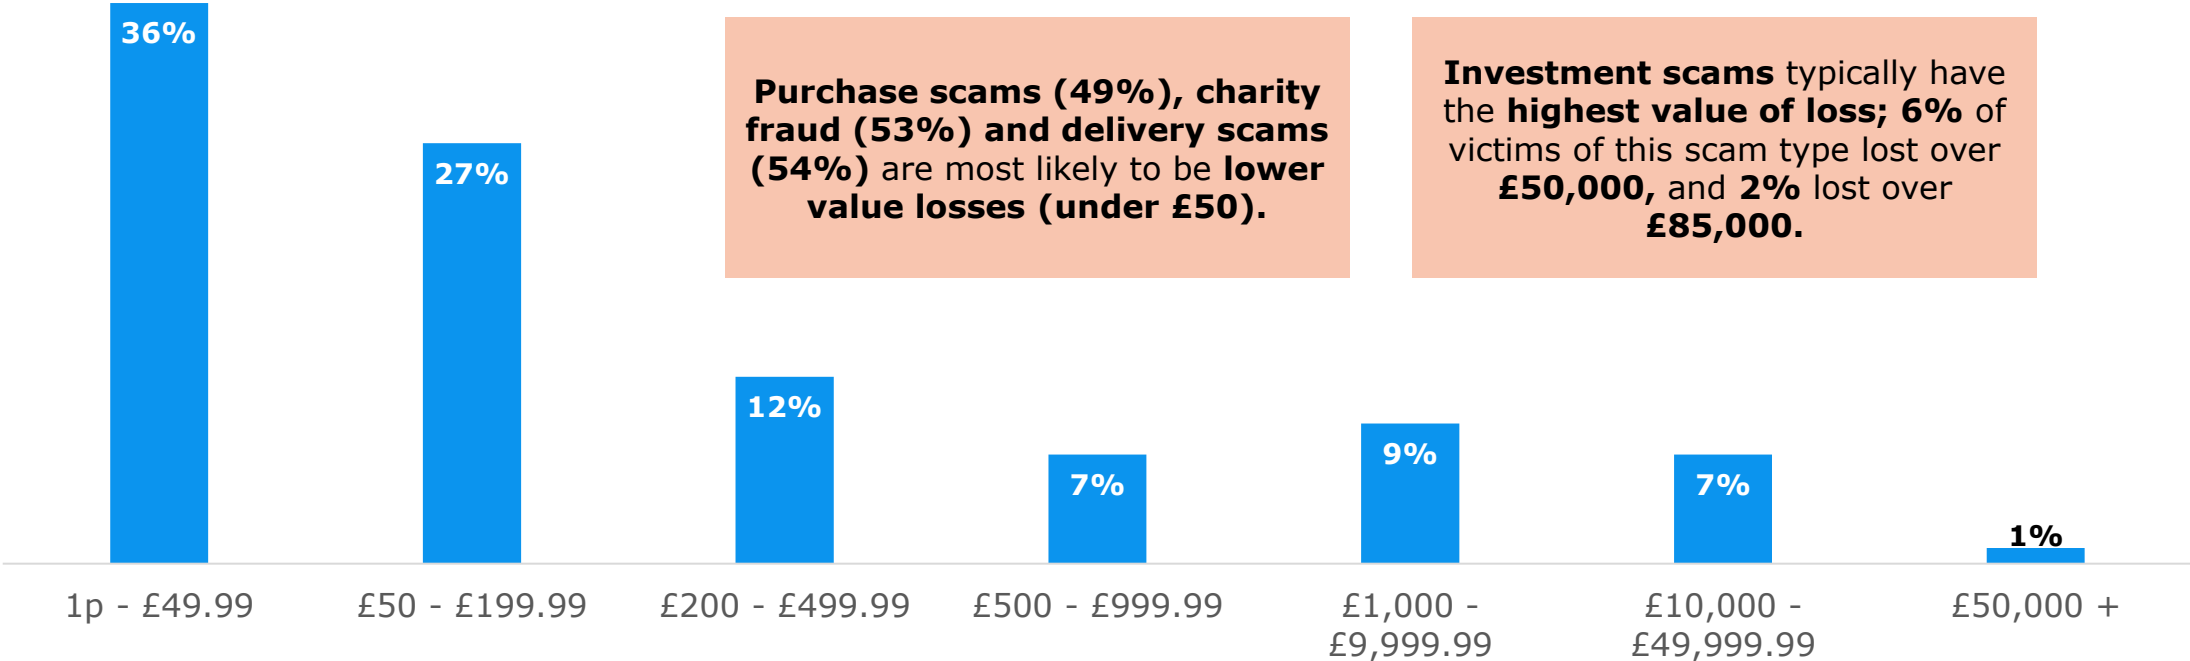 36%
27%
12%
7%
9%
7%
1%
Purchase scams (49%), charity
fraud (53%) and delivery scams
(54%) are most likely to be lower
value losses (under £50).
Investment scams typically have
the highest value of loss; 6% of
victims of this scam type lost over
£50,000, and 2% lost over
£85,000.
1p - £49.99
£50 - £199.99
£200 - £499.99
£500 - £999.99
£1,000 -
£9,999.99
£10,000 -
£49,999.99
£50,000 +